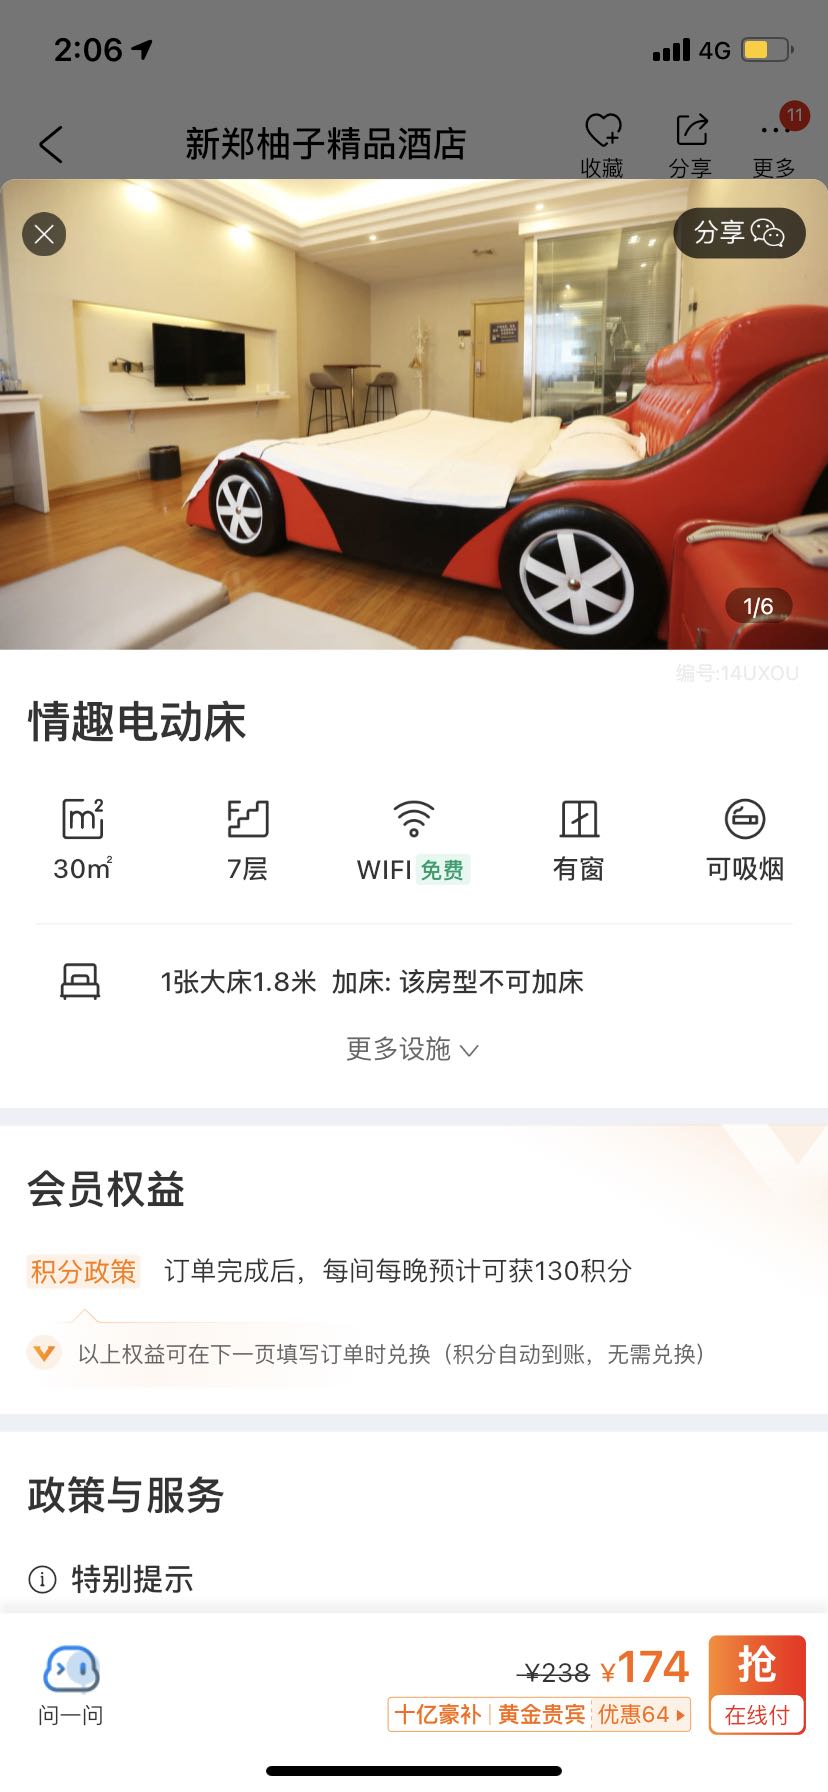 2:06
4G
新郑柚子精品酒店
收藏
分享
更多
11
分享
1/6
编号:14UXOU
情趣电动床
m²
30㎡
7层
WIFI 免费
有窗
可吸烟
1张大床1.8米 加床: 该房型不可加床
更多设施
会员权益
积分政策 订单完成后，每间每晚预计可获130积分
以上权益可在下一页填写订单时兑换（积分自动到账，无需兑换）
政策与服务
特别提示
问一问
¥238 ¥174
十亿豪补 黄金贵宾 优惠64
抢
在线付